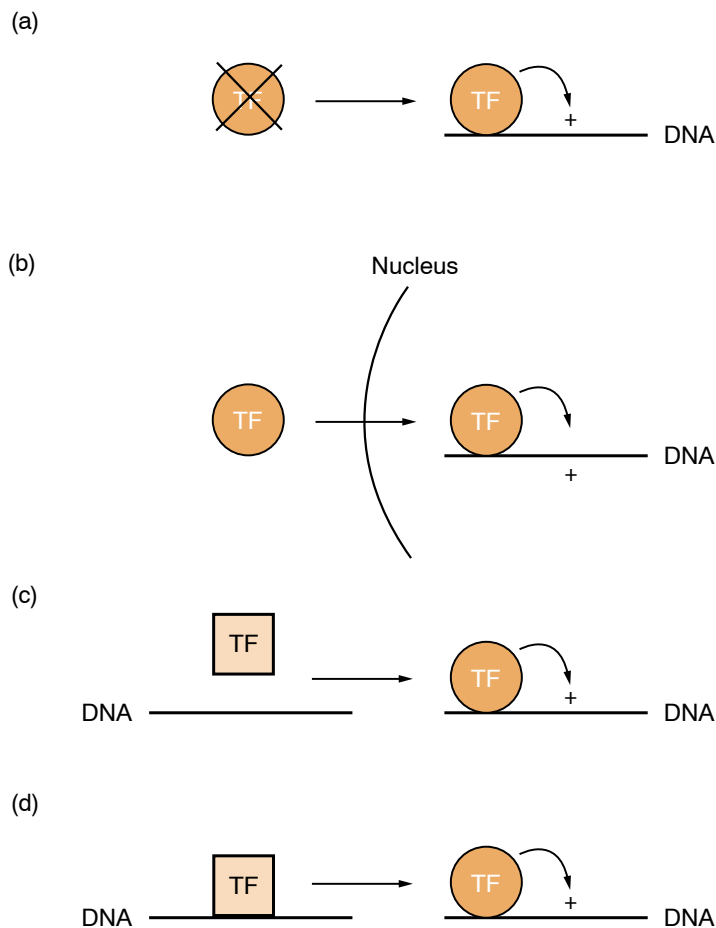 (a)
TF
TF
+
DNA
(b)
Nucleus
TF
TF
DNA
+
(c)
TF
TF
+
DNA
DNA
(d)
TF
TF
+
DNA
DNA